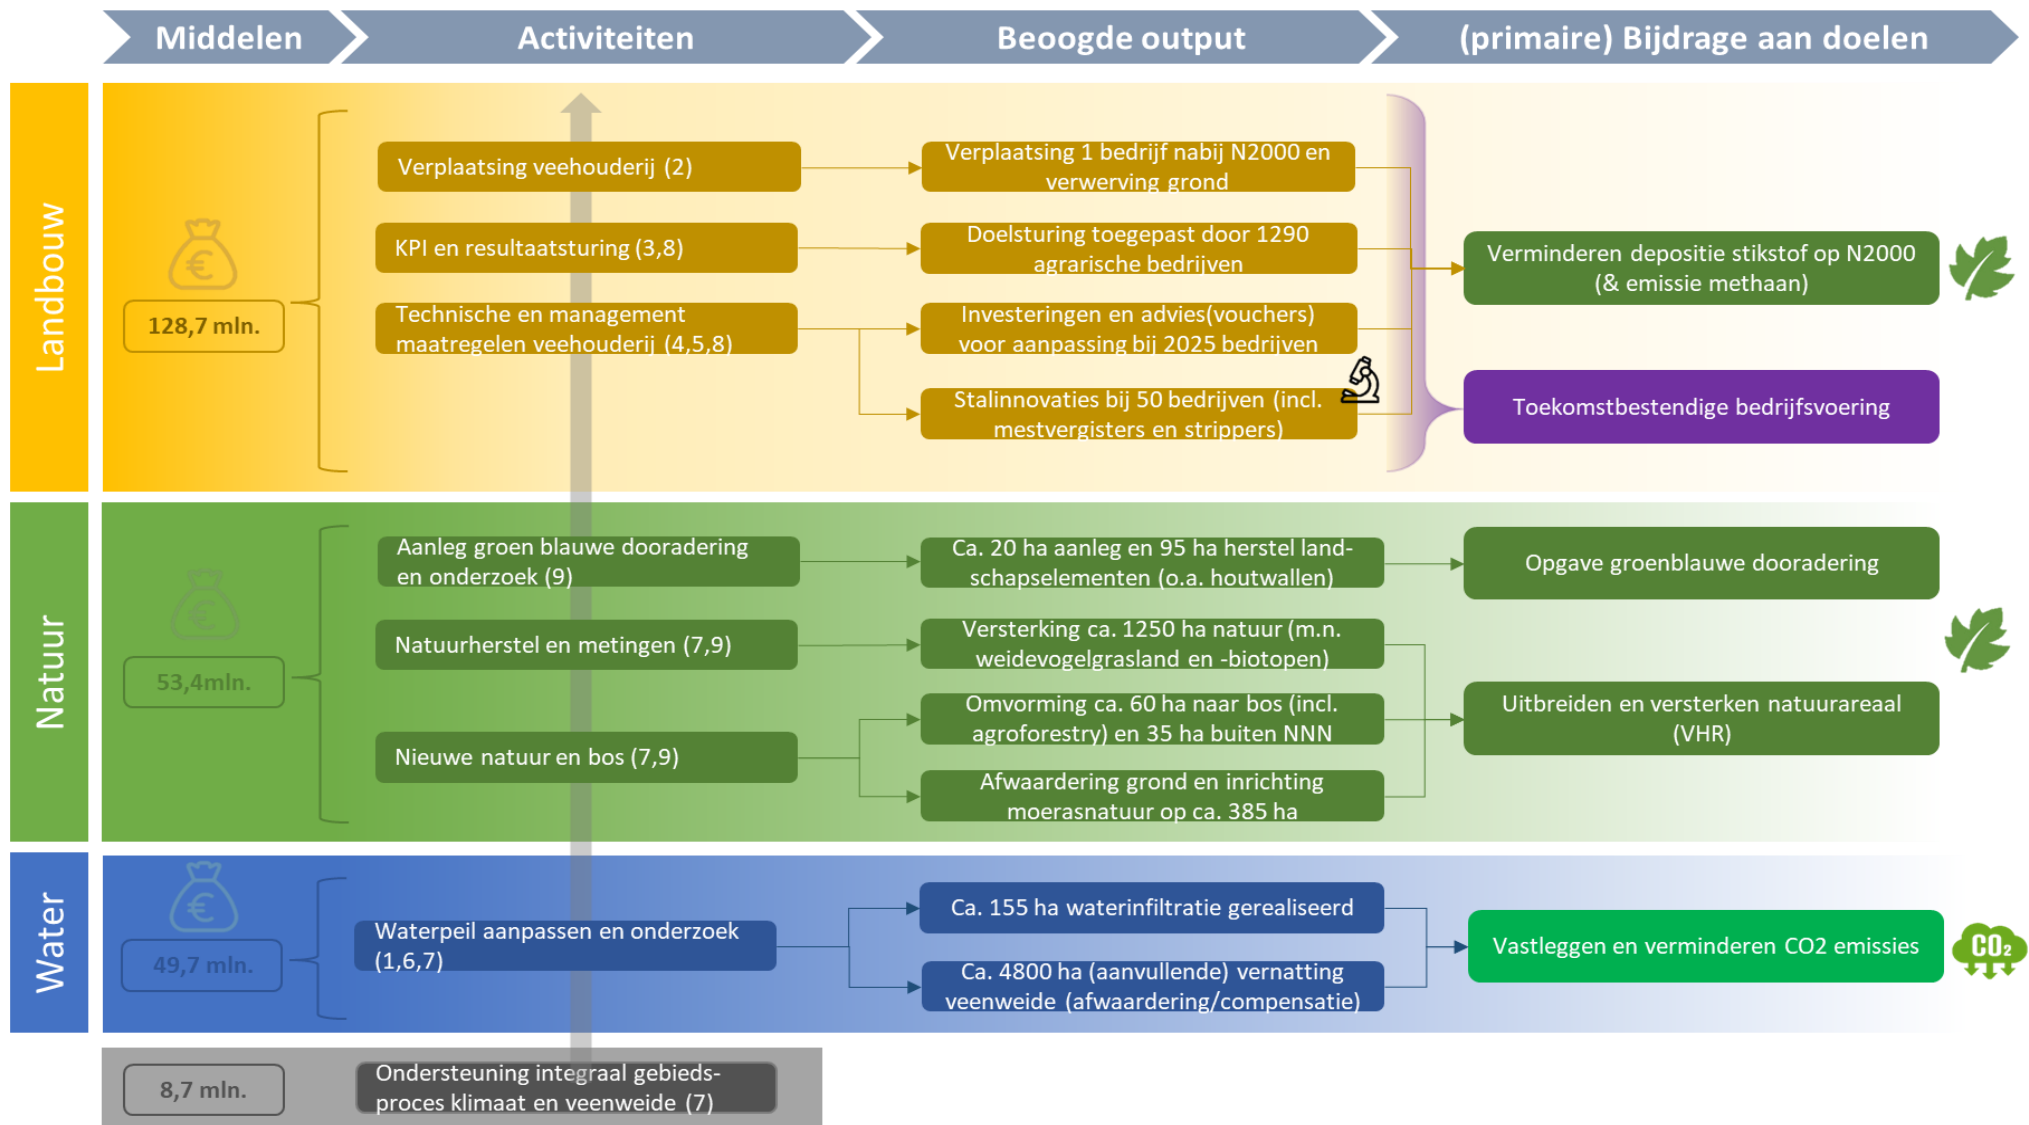 Middelen
Activiteiten
Beoogde output
(primaire) Bijdrage aan doelen
Landbouw
€
128,7 mln.
Verplaatsing veehouderij (2)
Verplaatsing 1 bedrijf nabij N2000 en
verwerving grond
KPI en resultaatsturing (3,8)
Doelsturing toegepast door 1290
agrarische bedrijven
Technische en management
maatregelen veehouderij (4,5,8)
Investeringen en advies(vouchers)
voor aanpassing bij 2025 bedrijven
Stalinnovaties bij 50 bedrijven (incl.
mestvergisters en strippers)
Verminderen depositie stikstof op N2000
(& emissie methaan)
Toekomstbestendige bedrijfsvoering
Natuur
€
53,4mln.
Aanleg groen blauwe dooradering
en onderzoek (9)
Ca. 20 ha aanleg en 95 ha herstel land-
schapselementen (o.a. houtwallen)
Opgave groenblauwe dooradering
Natuurherstel en metingen (7,9)
Versterking ca. 1250 ha natuur (m.n.
weidevogelgrasland en -biotopen)
Nieuwe natuur en bos (7,9)
Omvorming ca. 60 ha naar bos (incl.
agroforestry) en 35 ha buiten NNN
Afwaardering grond en inrichting
moerasnatuur op ca. 385 ha
Uitbreiden en versterken natuurareaal
(VHR)
Water
€
49,7 mln.
Waterpeil aanpassen en onderzoek
(1,6,7)
Ca. 155 ha waterinfiltratie gerealiseerd
Ca. 4800 ha (aanvullende) vernatting
veenweide (afwaardering/compensatie)
Vastleggen en verminderen CO2 emissies
CO₂
8,7 mln.
Ondersteuning integraal gebieds-
proces klimaat en veenweide (7)